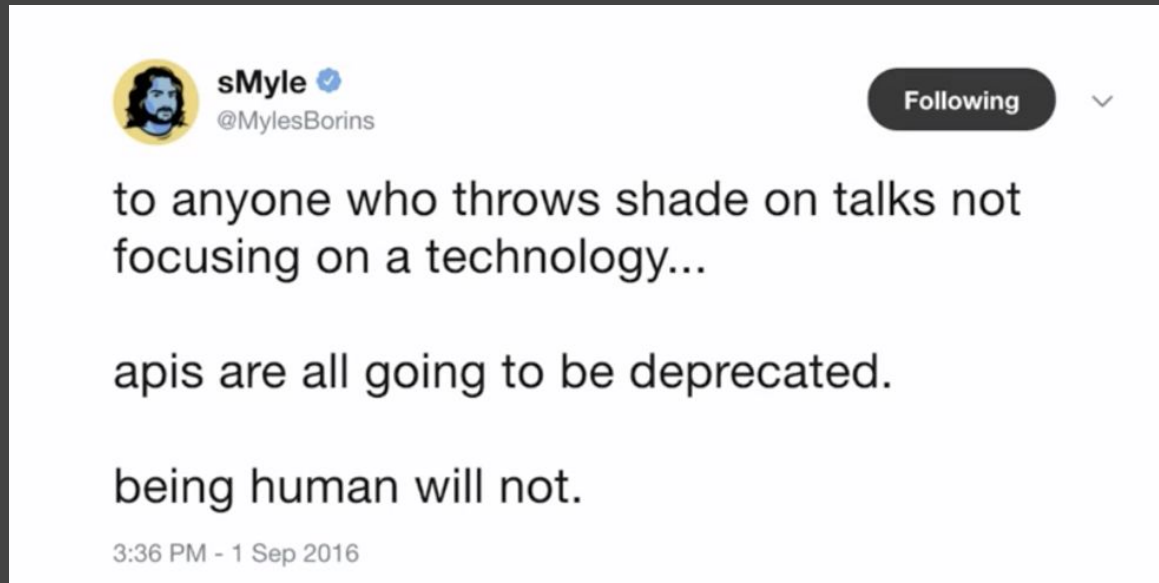 sMyle
@MylesBorins
Following
to anyone who throws shade on talks not
focusing on a technology...
apis are all going to be deprecated.
being human will not.
3:36 PM - 1 Sep 2016